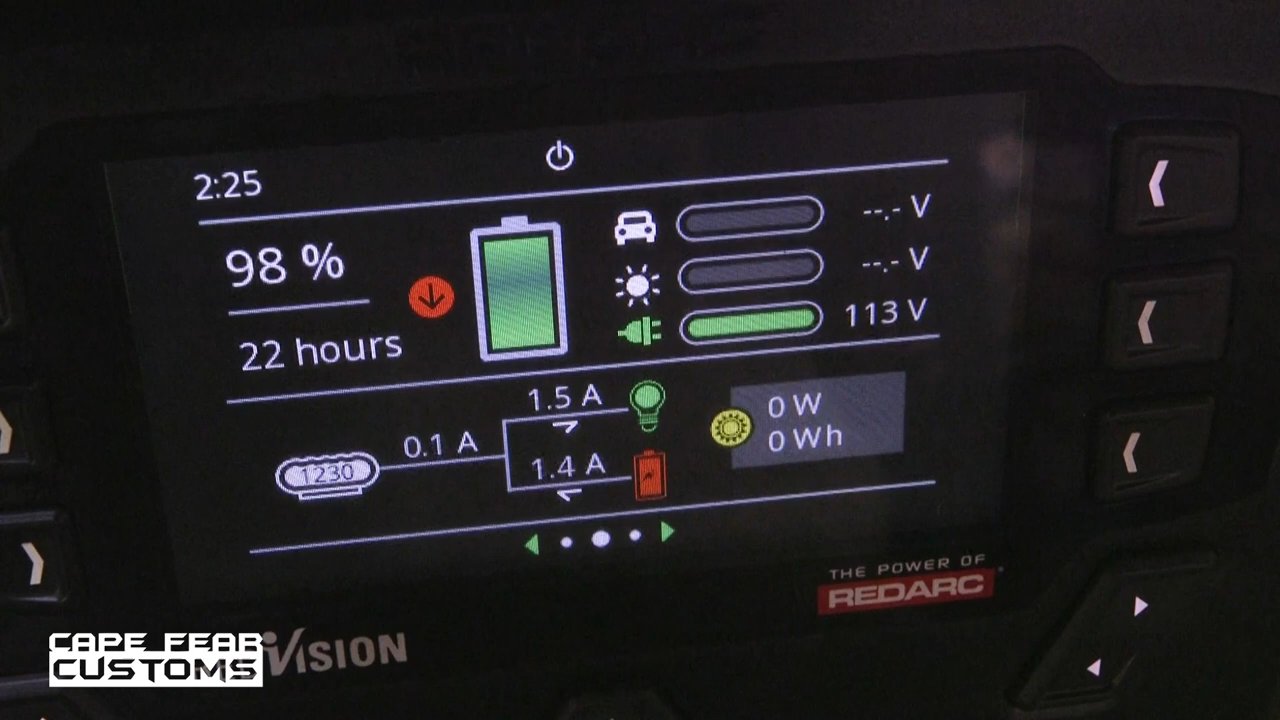 2:25
98 %
22 hours
--.- V
--.- V
113 V
1.5 A
0.1 A
1.4 A
1230
0 W
0 Wh
THE POWER OF
REDARC
VISION
CAPE FEAR
CUSTOMS